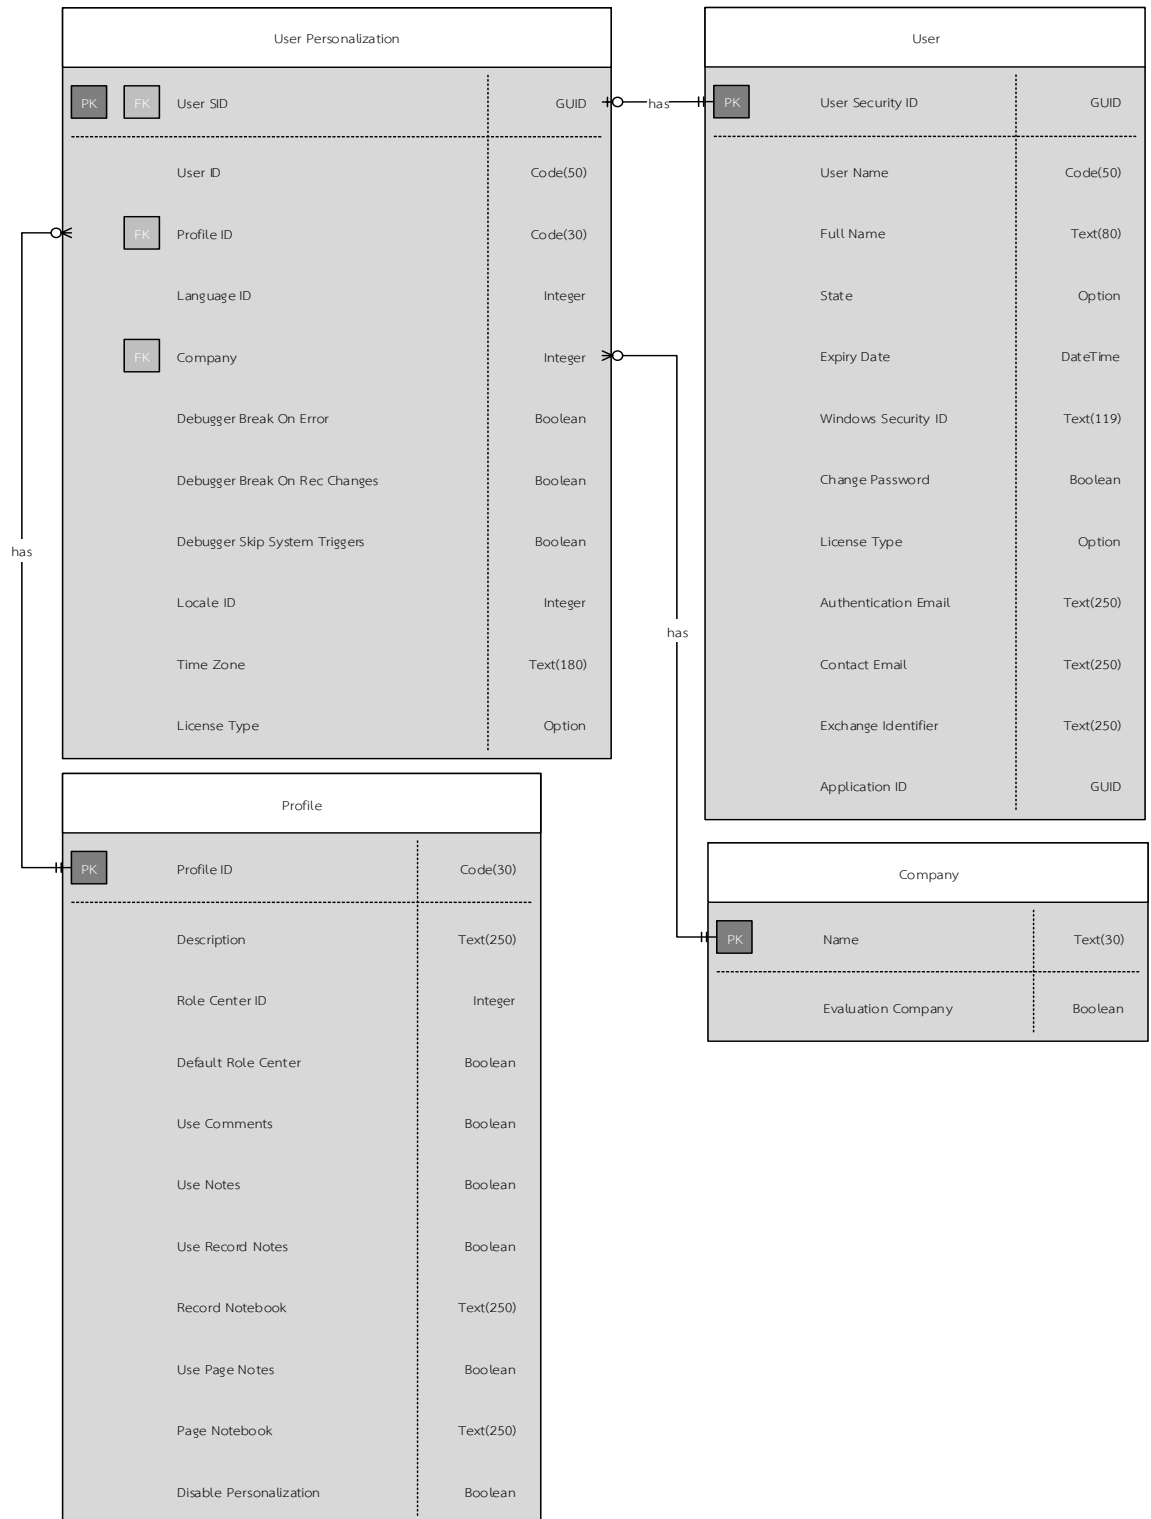 User Personalization
PK FK User SID GUID
User ID Code(50)
FK Profile ID Code(30)
Language ID Integer
FK Company Integer
Debugger Break On Error Boolean
Debugger Break On Rec Changes Boolean
Debugger Skip System Triggers Boolean
Locale ID Integer
Time Zone Text(180)
License Type Option
has
User
PK User Security ID GUID
User Name Code(50)
Full Name Text(80)
State Option
Expiry Date DateTime
Windows Security ID Text(119)
Change Password Boolean
License Type Option
Authentication Email Text(250)
Contact Email Text(250)
Exchange Identifier Text(250)
Application ID GUID
has
has
Profile
PK Profile ID Code(30)
Description Text(250)
Role Center ID Integer
Default Role Center Boolean
Use Comments Boolean
Use Notes Boolean
Use Record Notes Boolean
Record Notebook Text(250)
Use Page Notes Boolean
Page Notebook Text(250)
Disable Personalization Boolean
Company
PK Name Text(30)
Evaluation Company Boolean